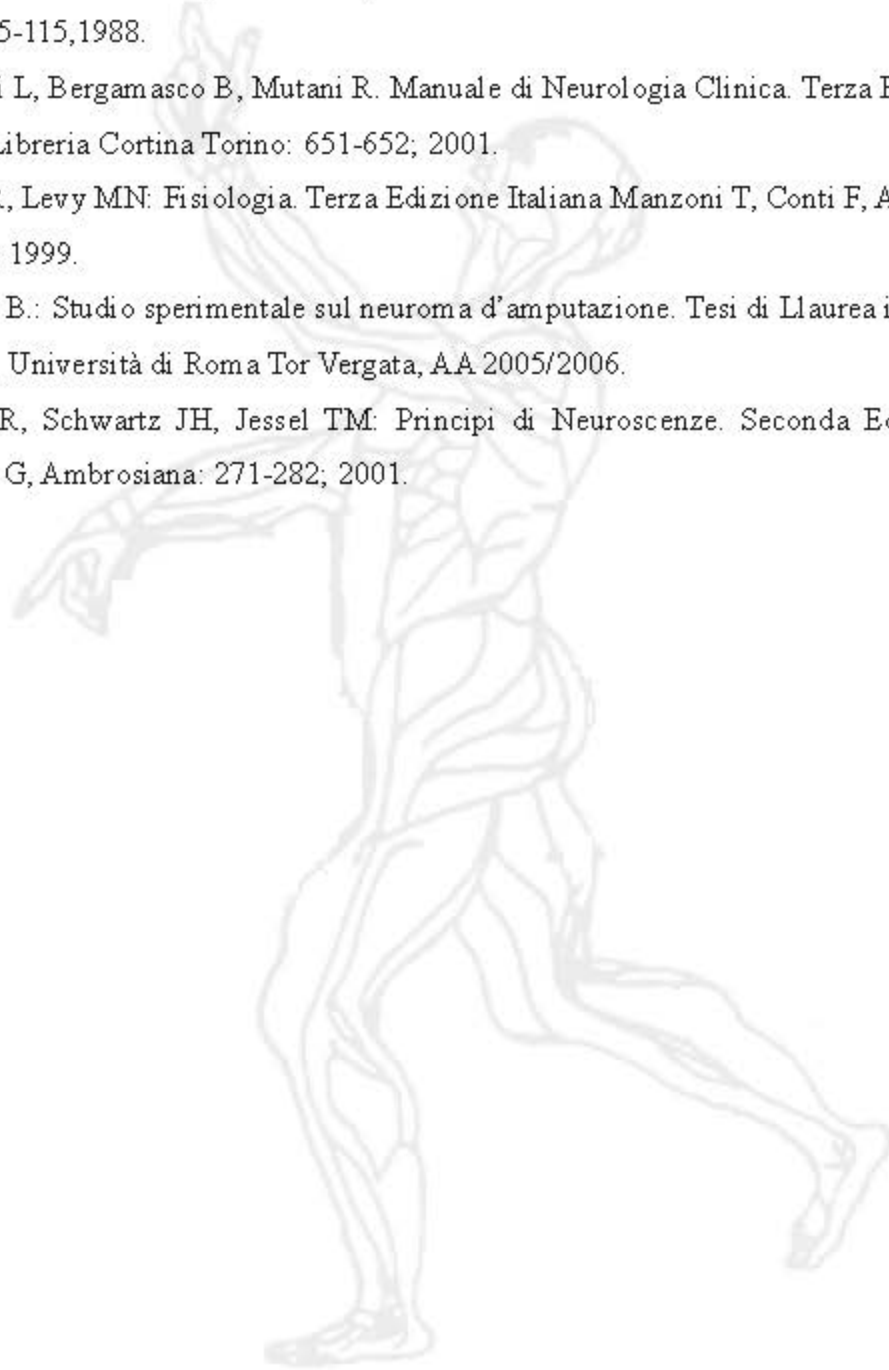 5-115,1988.
i L, Bergamasco B, Mutani R. Manuale di Neurologia Clinica. Terza
Libreria Cortina Torino: 651-652; 2001.
, Levy MN: Fisiologia. Terza Edizione Italiana Manzoni T, Conti F, A
1999.
B.: Studio sperimentale sul neuroma d'amputazione. Tesi di Llaurea i
Università di Roma Tor Vergata, AA 2005/2006.
R, Schwartz JH, Jessel TM: Principi di Neuroscenze. Seconda
G, Ambrosiana: 271-282; 2001.